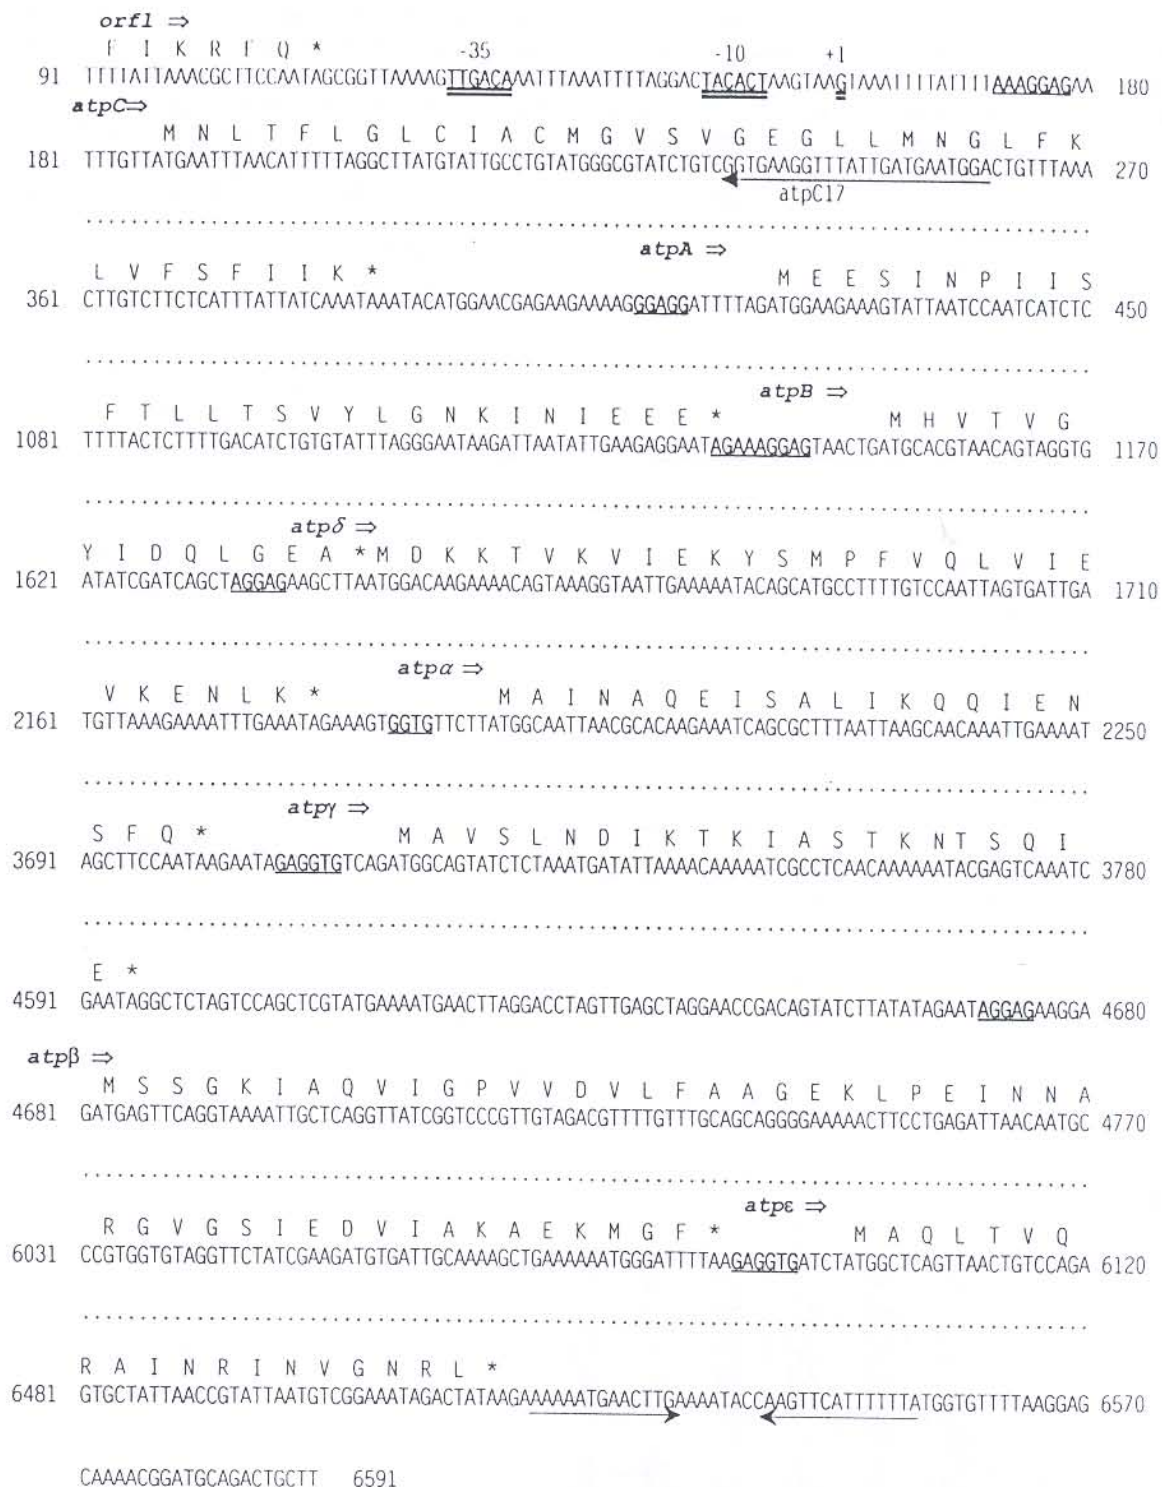 orf1 ⇒
F I K R F Q * -35 -10 +1
91 TTTTATTAAACGCTTCCAATAGCGGTTAAAAGTTGACAAATTTAAATTTTAGGACTACACTAAGTAAGTAAATTTTATTTTAAAGGAGAA 180
atpC⇒
M N L T F L G L C I A C M G V S V G E G L L M N G L F K
181 TTTGTTATGAATTTAACATTTTTAGGCTTATGTATTGCCTGTATGGGCGTATCTGTCGGTGAAGGTTTATTGATGAATGGACTGTTTAAA 270
atpC17
atpA ⇒
L V F S F I I K *   M E E S I N P I I S
361 CTTGTCTTCTCATTTATTATCAAATAAATACATGGAACGAGAAGAAAAGGGAGGATTTTAGATGGAAGAAAGTATTAATCCAATCATCTC 450
atpB ⇒
F T L L T S V Y L G N K I N I E E E *   M H V T V G
1081 TTTTACTCTTTTGACATCTGTGTATTTAGGGAATAAGATTAATATTGAAGAGGAATAGAAAGGAGTAACTGATGCACGTAACAGTAGGTG 1170
atpδ ⇒
Y I D Q L G E A * M D K K T V K V I E K Y S M P F V Q L V I E
1621 ATATCGATCAGCTAGGAGAAGCTTAATGGACAAGAAAACAGTAAAGGTAATTGAAAAATACAGCATGCCTTTTGTCCAATTAGTGATTGA 1710
atpα ⇒
V K E N L K *   M A I N A Q E I S A L I K Q Q I E N
2161 TGTTAAAGAAAATTTGAAATAGAAAGTGGTGTTCTTATGGCAATTAACGCACAAGAAATCAGCGCTTTAATTAAGCAACAAATTGAAAAT 2250
atpγ ⇒
S F Q *   M A V S L N D I K T K I A S T K N T S Q I
3691 AGCTTCCAATAAGAATAGAGGTGTCAGATGGCAGTATCTCTAAATGATATTAAAACAAAAATCGCCTCAACAAAAAATACGAGTCAAATC 3780
E *
4591 GAATAGGCTCTAGTCCAGCTCGTATGAAAATGAACTTAGGACCTAGTTGAGCTAGGAACCGACAGTATCTTATATAGAATAGGAGAAGGA 4680
atpβ ⇒
M S S G K I A Q V I G P V V D V L F A A G E K L P E I N N A
4681 GATGAGTTCAGGTAAAATTGCTCAGGTTATCGGTCCCGTTGTAGACGTTTTGTTTGCAGCAGGGGAAAAACTTCCTGAGATTAACAATGC 4770
atpε ⇒
R G V G S I E D V I A K A E K M G F *   M A Q L T V Q
6031 CCGTGGTGTAGGTTCTATCGAAGATGTGATTGCAAAAGCTGAAAAAATGGGATTTTAAGAGGTGATCTATGGCTCAGTTAACTGTCCAGA 6120
R A I N R I N V G N R L *
6481 GTGCTATTAACCGTATTAATGTCGGAAATAGACTATAAGAAAAAAATGAACTTGAAAATACCAAGTTCATTTTTTTATGGTGTTTTAAGGAG 6570
CAAAACGGATGCAGACTGCTT 6591